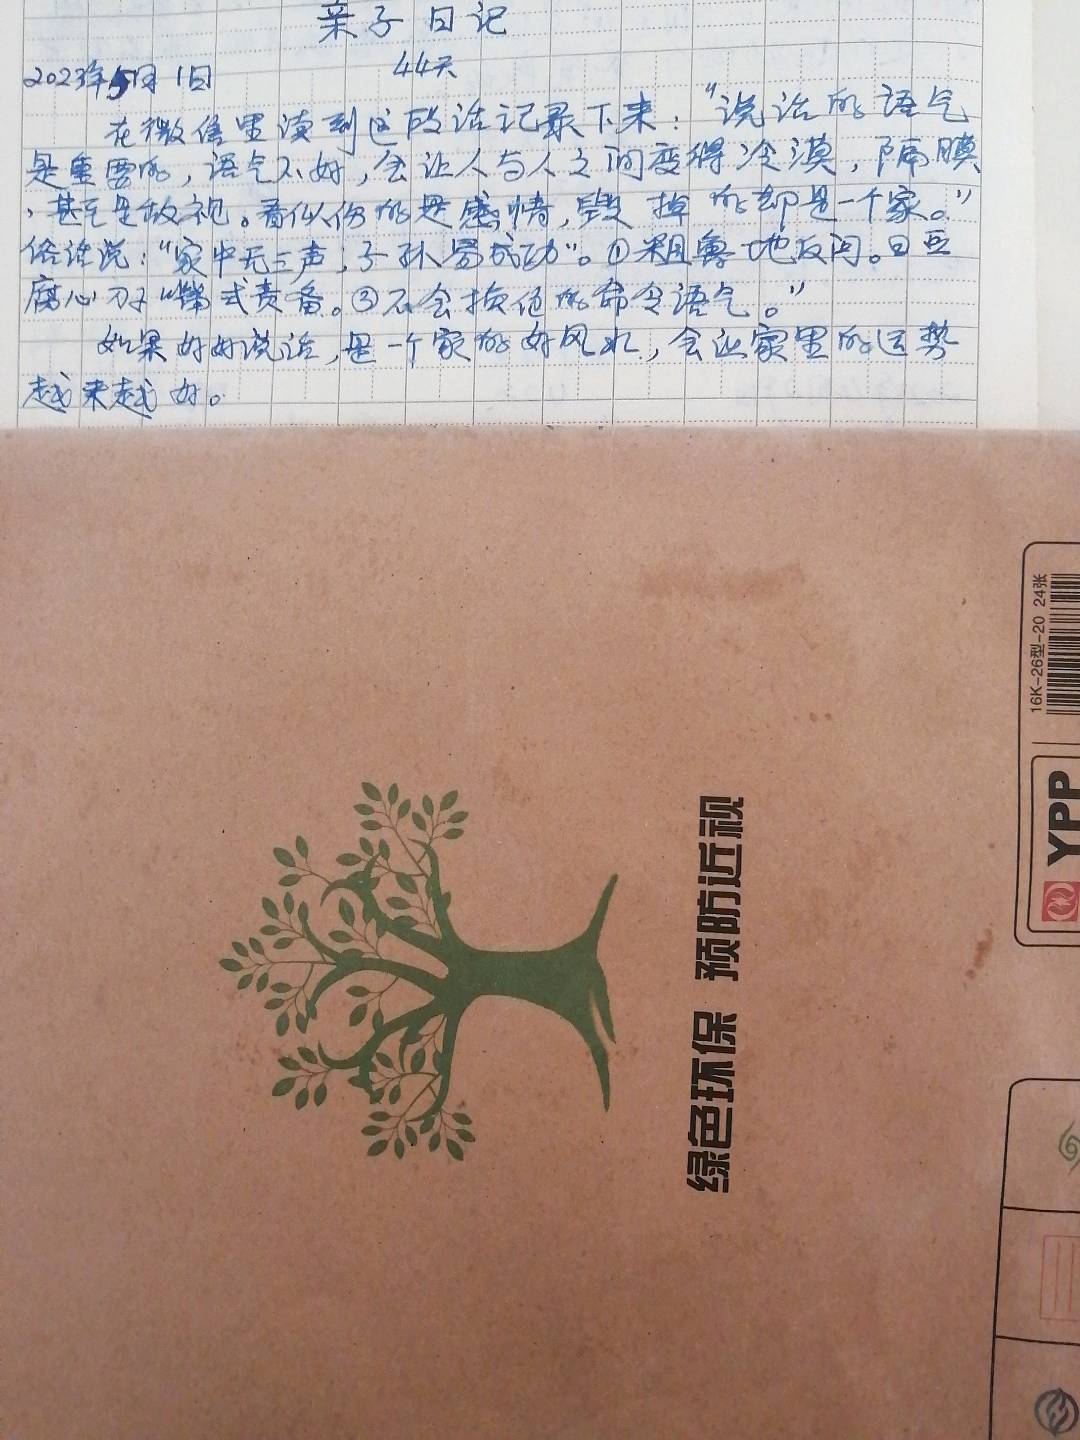 亲子日记
2023年5月1日 44天
在微信里读到这段话记录下来："说话的语气
是重要的，语气不好，会让人与人之间变得冷漠，隔膜
，甚至是敌视。看似伤的是感情，毁掉的却是一个家。"
俗话说："家中无三声，子孙易成功"。①粗鲁地反问。②豆
腐心刀子嘴式责备。③不会换位的命令语气。"
如果好好说话，是一个家的好风水，会让家里的运势
越来越好。
绿色环保 预防近视
16K-26型-20 24张
YPP